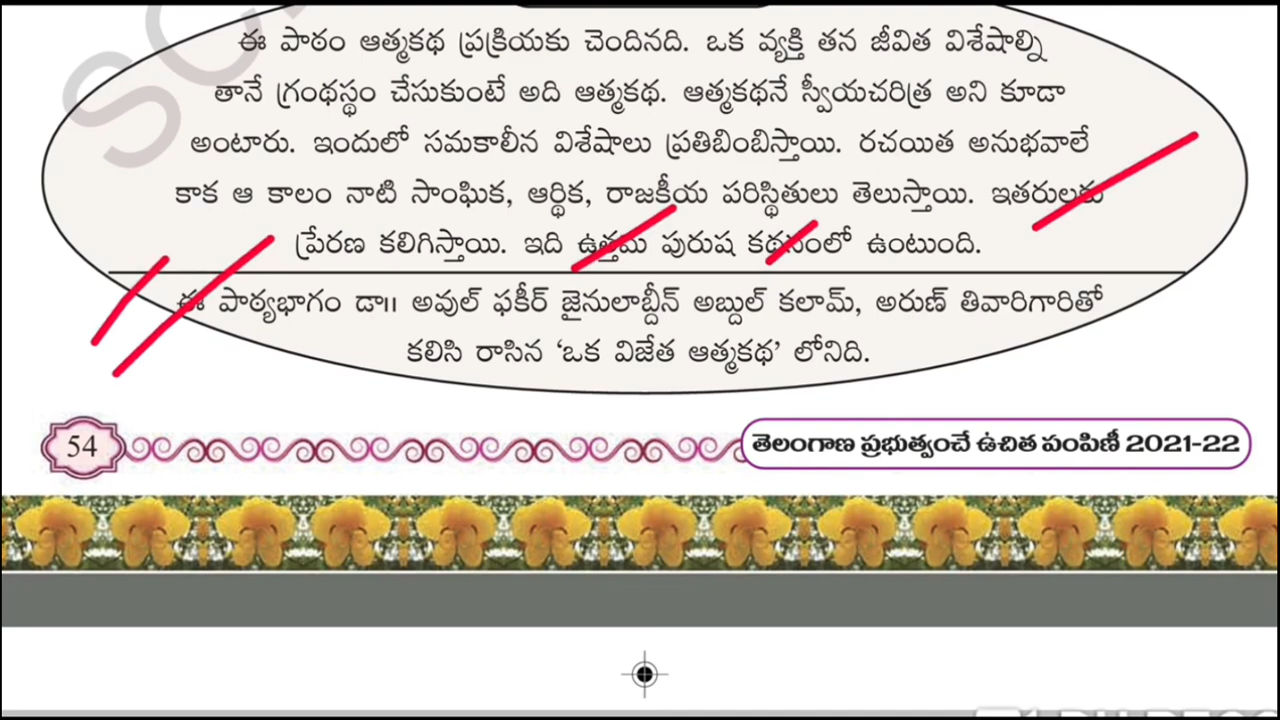 ఈ పాఠం ఆత్మకథ ప్రక్రియకు చెందినది. ఒక వ్యక్తి తన జీవిత విశేషాల్ని
తానే గ్రంథస్థం చేసుకుంటే అది ఆత్మకథ. ఆత్మకథనే స్వీయచరిత్ర అని కూడా
అంటారు. ఇందులో సమకాలీన విశేషాలు ప్రతిబింబిస్తాయి. రచయిత అనుభవాలే
కాక ఆ కాలం నాటి సాంఘిక, ఆర్థిక, రాజకీయ పరిస్థితులు తెలుస్తాయి. ఇతరులకు
ప్రేరణ కలిగిస్తాయి. ఇది ఉత్తమ పురుష కథనంలో ఉంటుంది.
ఈ పాఠ్యభాగం డా॥ అవుల్ ఫకీర్ జైనులాబ్దీన్ అబ్దుల్ కలామ్, అరుణ్ తివారిగారితో
కలిసి రాసిన ‘ఒక విజేత ఆత్మకథ’ లోనిది.
54
తెలంగాణ ప్రభుత్వంచే ఉచిత పంపిణీ 2021-22